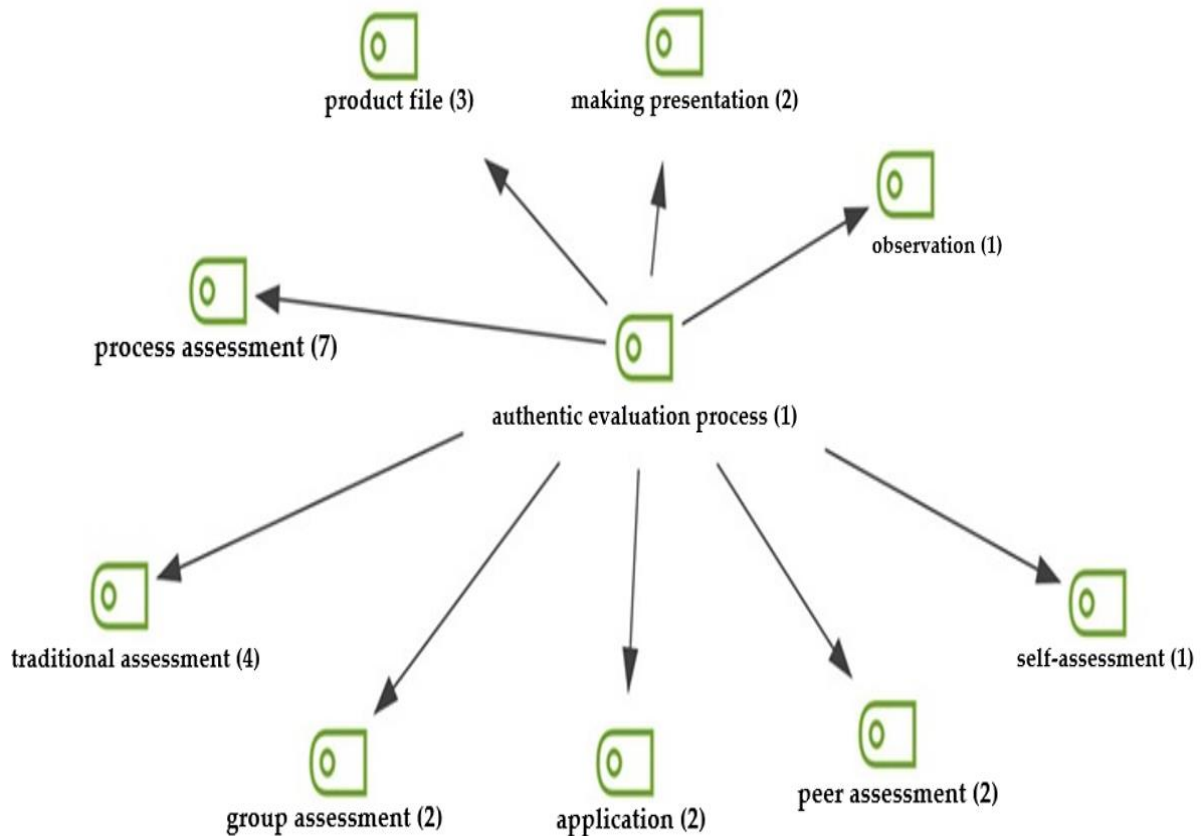 product file (3)
making presentation (2)
observation (1)
process assessment (7)
authentic evaluation process (1)
traditional assessment (4)
self-assessment (1)
group assessment (2)
application (2)
peer assessment (2)